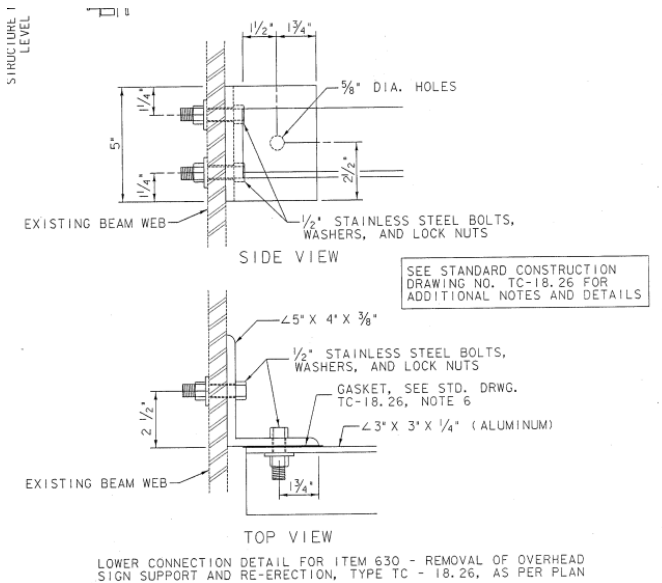 STRUCTURE
LEVEL
1½"
1¾"
⅝" DIA. HOLES
1¼"
5"
1¼"
2½"
EXISTING BEAM WEB
½" STAINLESS STEEL BOLTS,
WASHERS, AND LOCK NUTS
SIDE VIEW
SEE STANDARD CONSTRUCTION
DRAWING NO. TC-18.26 FOR
ADDITIONAL NOTES AND DETAILS
∠5" X 4" X ⅜"
½" STAINLESS STEEL BOLTS,
WASHERS, AND LOCK NUTS
GASKET, SEE STD. DRWG.
TC-18.26, NOTE 6
2 ½"
∠3" X 3" X ¼" (ALUMINUM)
EXISTING BEAM WEB
1¾"
TOP VIEW
LOWER CONNECTION DETAIL FOR ITEM 630 - REMOVAL OF OVERHEAD
SIGN SUPPORT AND RE-ERECTION, TYPE TC - 18.26, AS PER PLAN